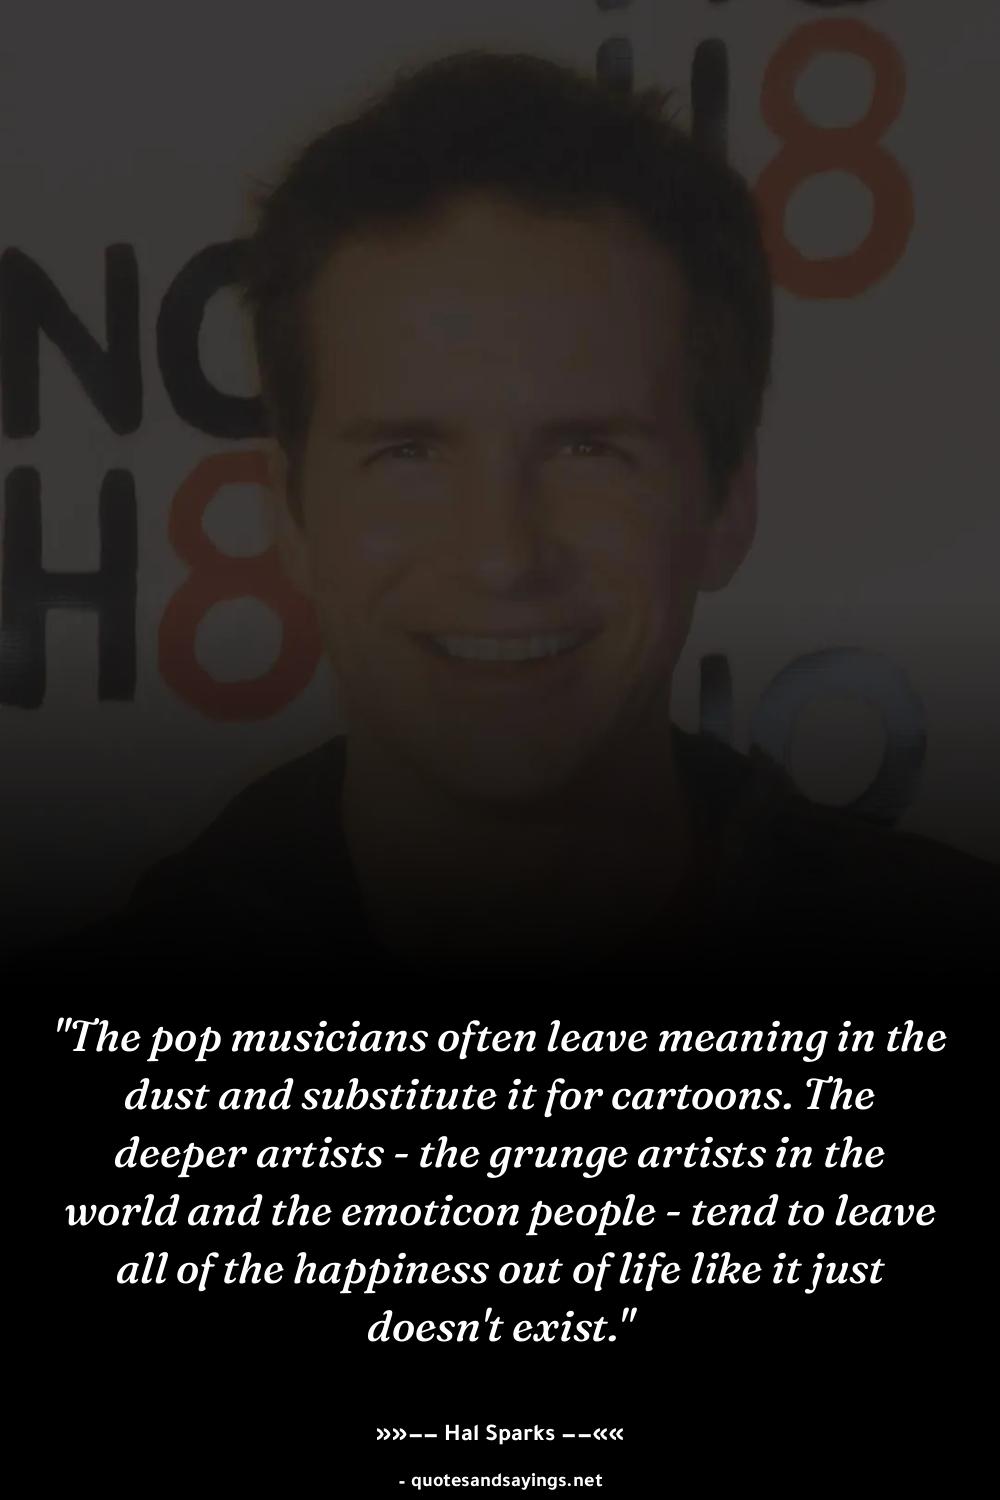 H8
NO
H8
NO
"The pop musicians often leave meaning in the
dust and substitute it for cartoons. The
deeper artists - the grunge artists in the
world and the emoticon people - tend to leave
all of the happiness out of life like it just
doesn't exist."
»»-- Hal Sparks --««
- quotesandsayings.net